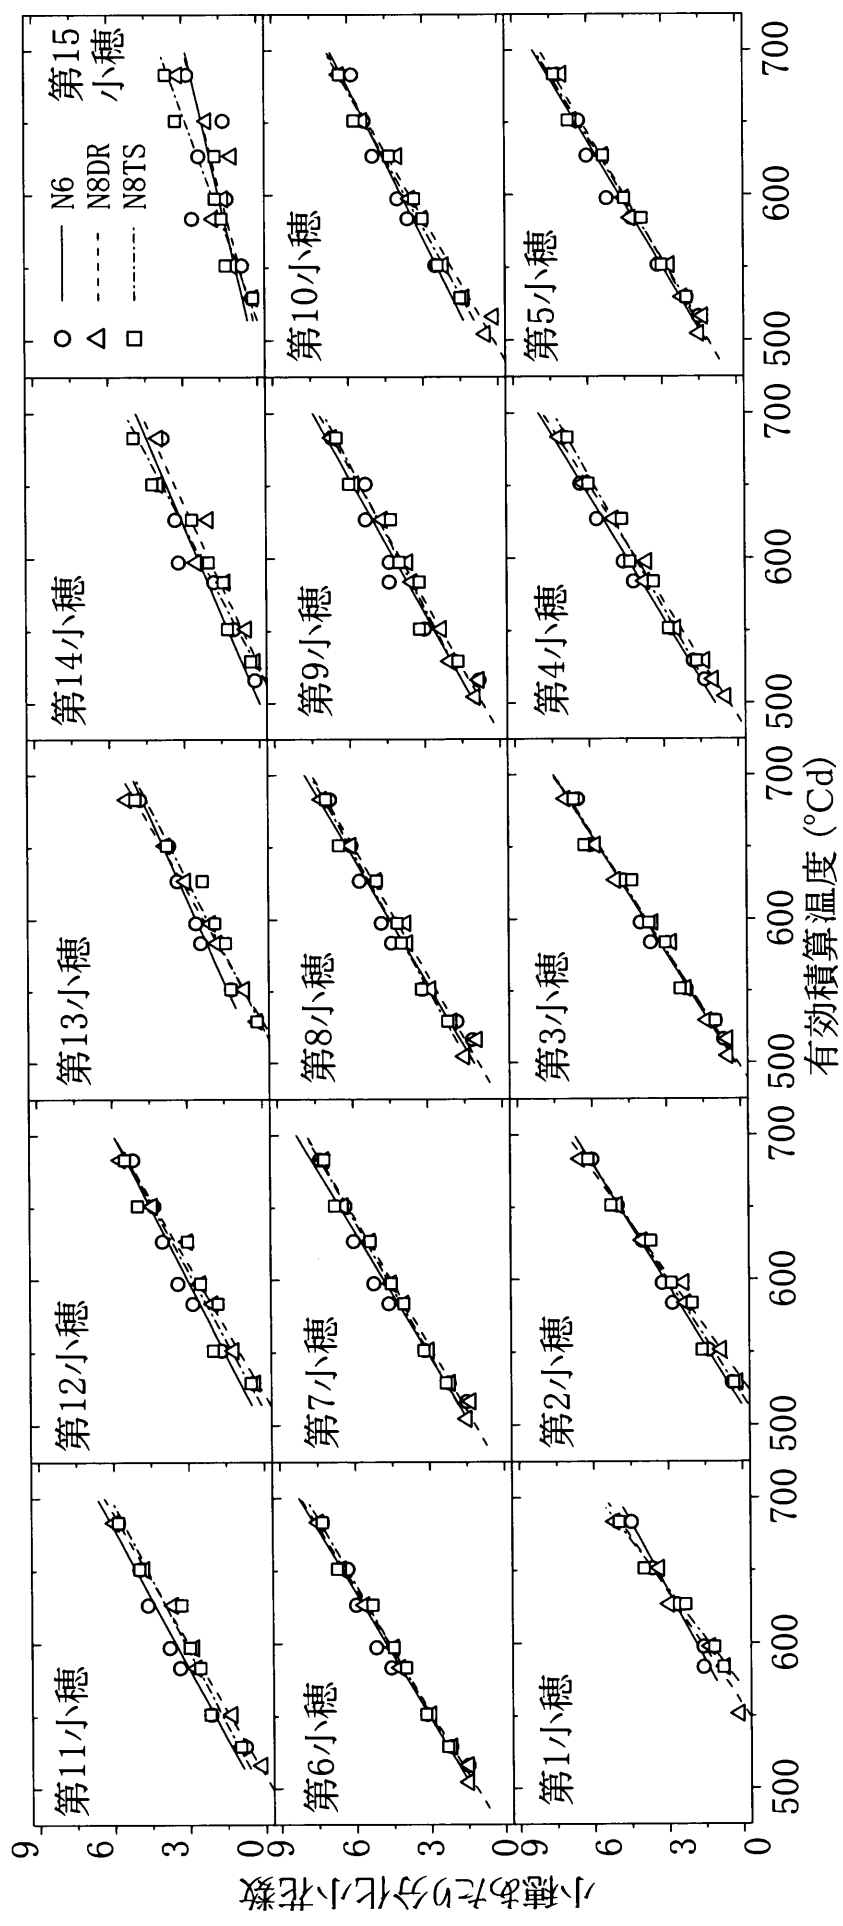 第11小穂
第12小穂
第13小穂
第14小穂
第15
小穂
N6
N8DR
N8TS
9
6
3
0
第6小穂
第7小穂
第8小穂
第9小穂
第10小穂
9
6
3
0
第1小穂
第2小穂
第3小穂
第4小穂
第5小穂
9
6
3
0
500 600 700
500 600 700
500 600 700
500 600 700
500 600 700
小穂あたり分化小花数
有効積算温度 (°Cd)